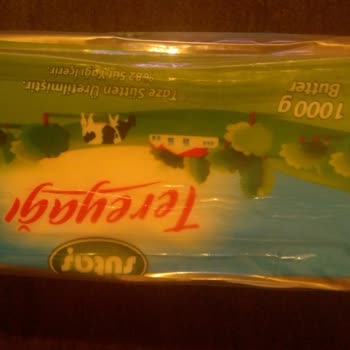 sütaş
Tereyağı
1000 g
Butter
Taze Sütten Üretilmiştir.
%82 Süt Yağı İçerir.